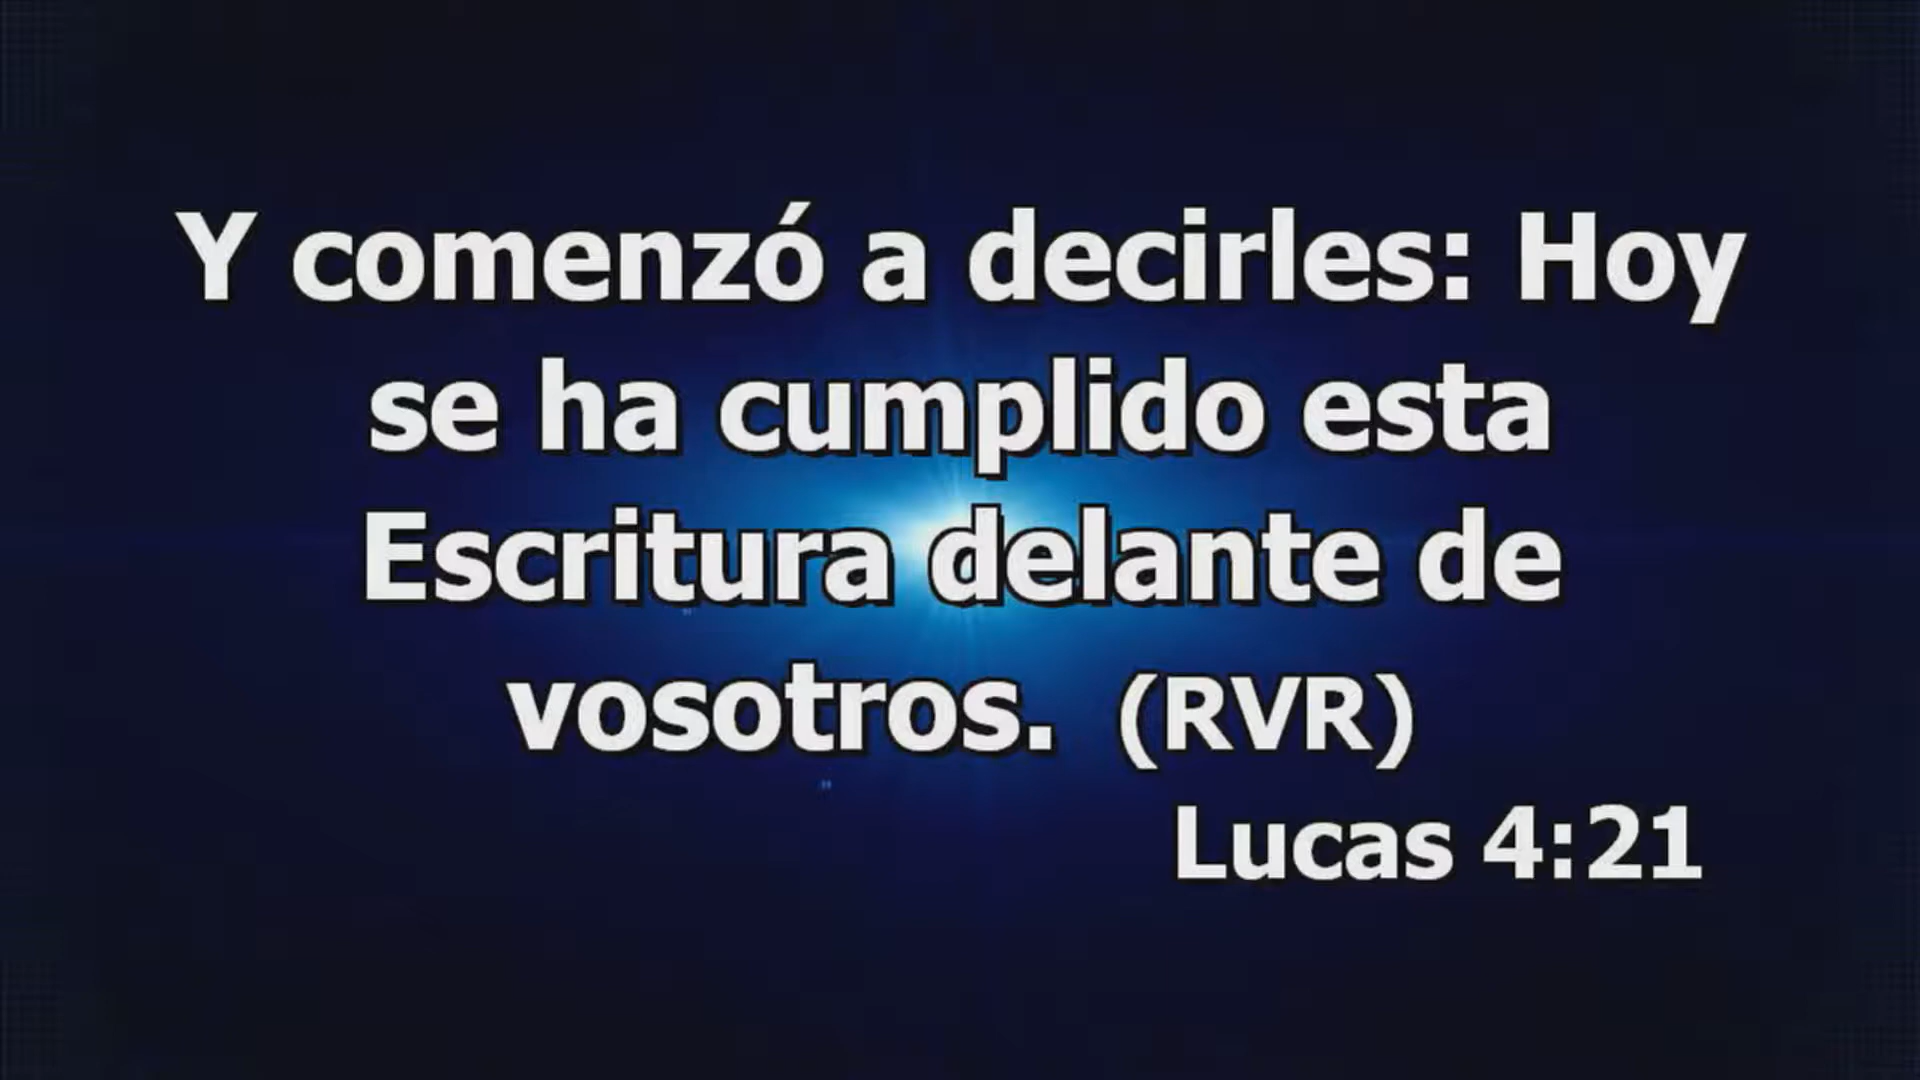 Y comenzó a decirles: Hoy
se ha cumplido esta
Escritura delante de
vosotros. (RVR)
Lucas 4:21